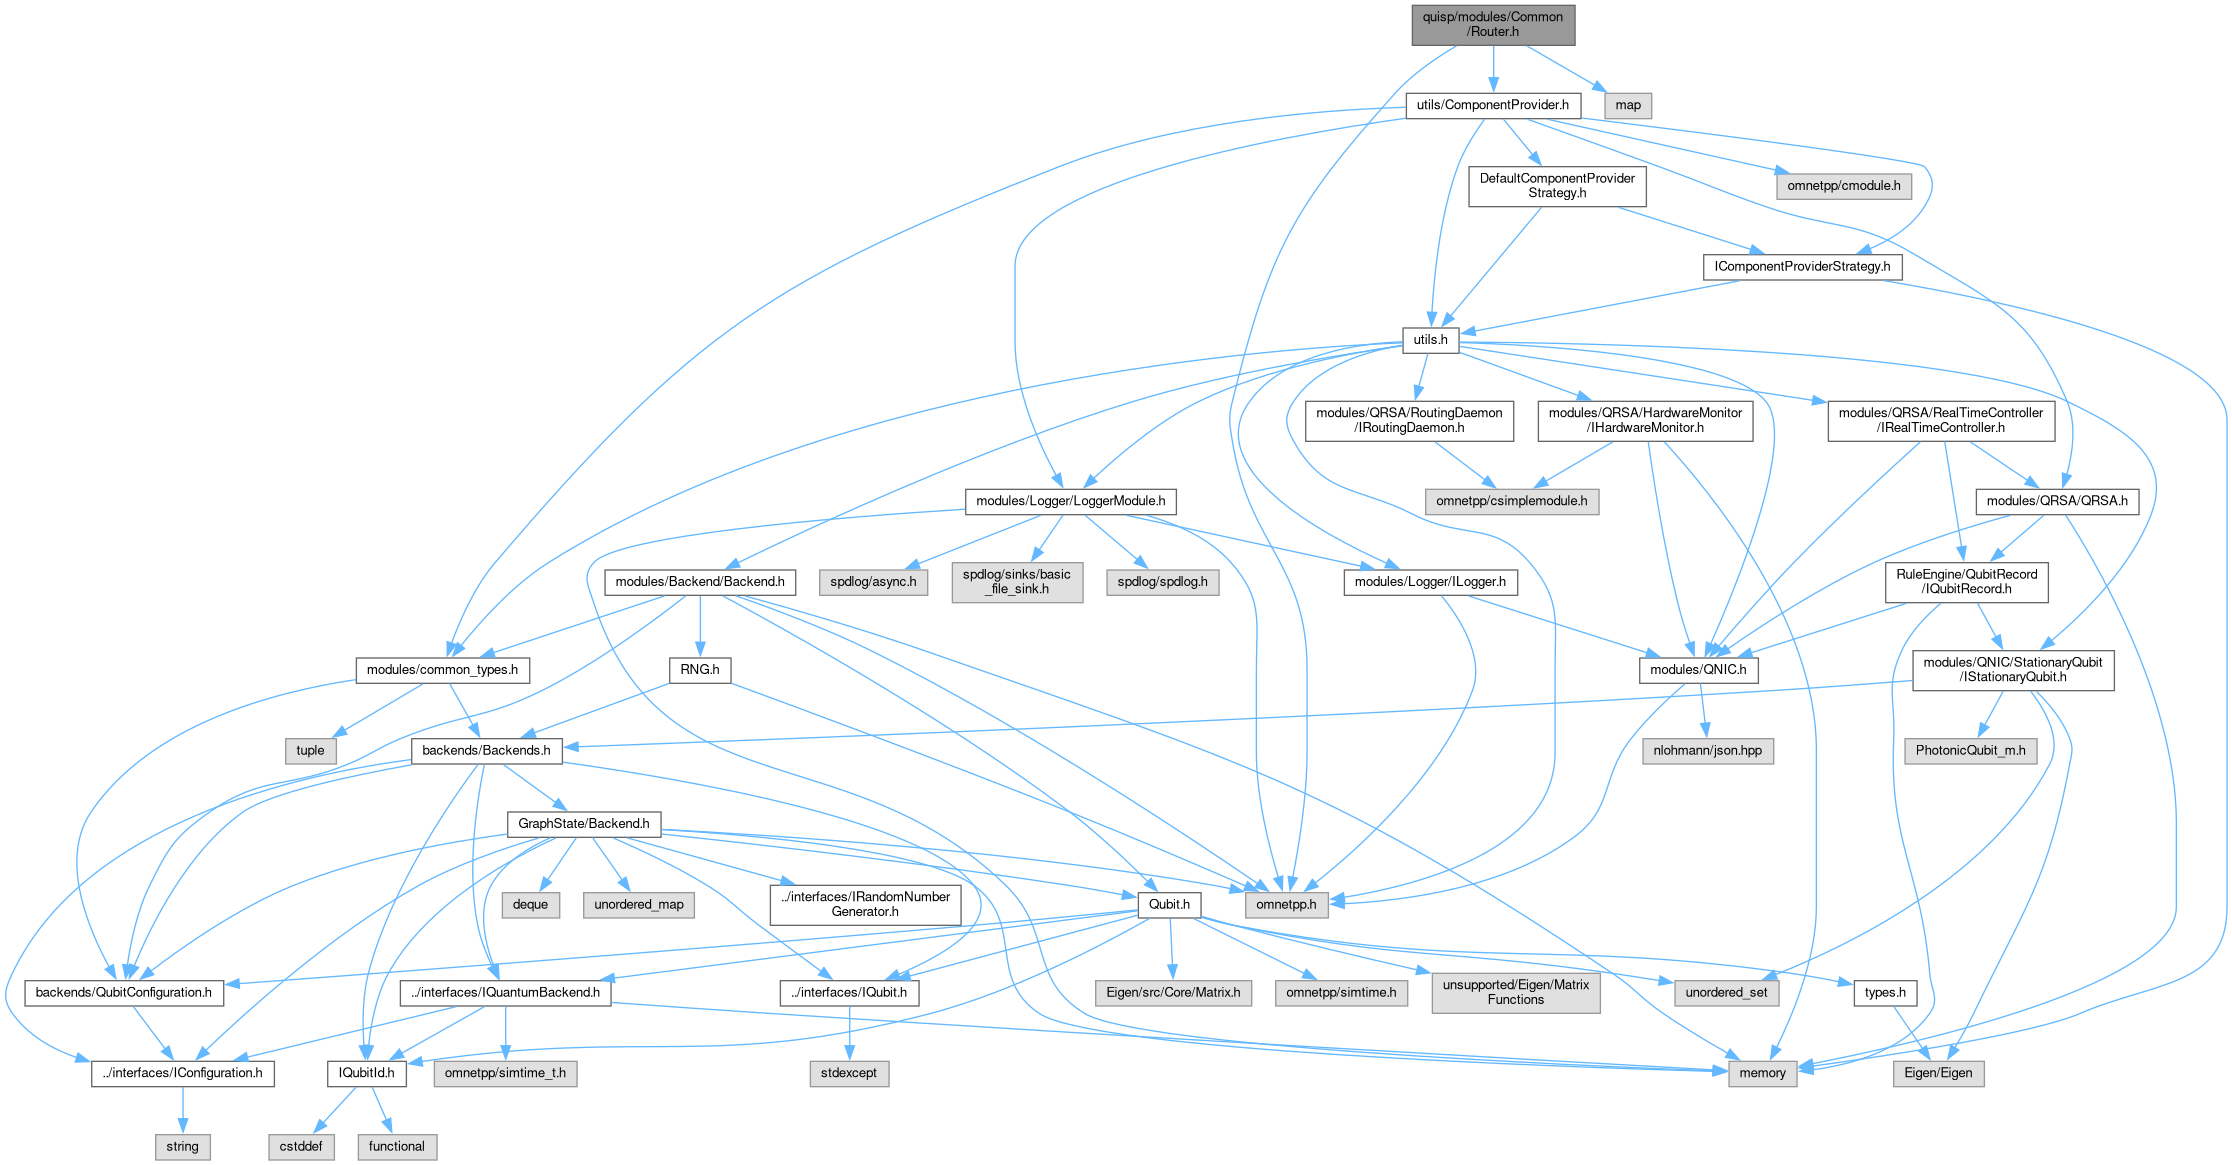 quisp/modules/Common
/Router.h
utils/ComponentProvider.h
map
DefaultComponentProvider
Strategy.h
omnetpp/cmodule.h
IComponentProviderStrategy.h
utils.h
modules/QRSA/RoutingDaemon
/IRoutingDaemon.h
modules/QRSA/HardwareMonitor
/IHardwareMonitor.h
modules/QRSA/RealTimeController
/IRealTimeController.h
modules/Logger/LoggerModule.h
omnetpp/csimplemodule.h
modules/QRSA/QRSA.h
modules/Backend/Backend.h
spdlog/async.h
spdlog/sinks/basic
_file_sink.h
spdlog/spdlog.h
modules/Logger/ILogger.h
RuleEngine/QubitRecord
/IQubitRecord.h
modules/common_types.h
RNG.h
modules/QNIC.h
modules/QNIC/StationaryQubit
/IStationaryQubit.h
tuple
backends/Backends.h
nlohmann/json.hpp
PhotonicQubit_m.h
GraphState/Backend.h
deque
unordered_map
../interfaces/IRandomNumber
Generator.h
Qubit.h
omnetpp.h
backends/QubitConfiguration.h
../interfaces/IQuantumBackend.h
../interfaces/IQubit.h
Eigen/src/Core/Matrix.h
omnetpp/simtime.h
unsupported/Eigen/Matrix
Functions
unordered_set
types.h
../interfaces/IConfiguration.h
IQubitId.h
omnetpp/simtime_t.h
stdexcept
memory
Eigen/Eigen
string
cstddef
functional